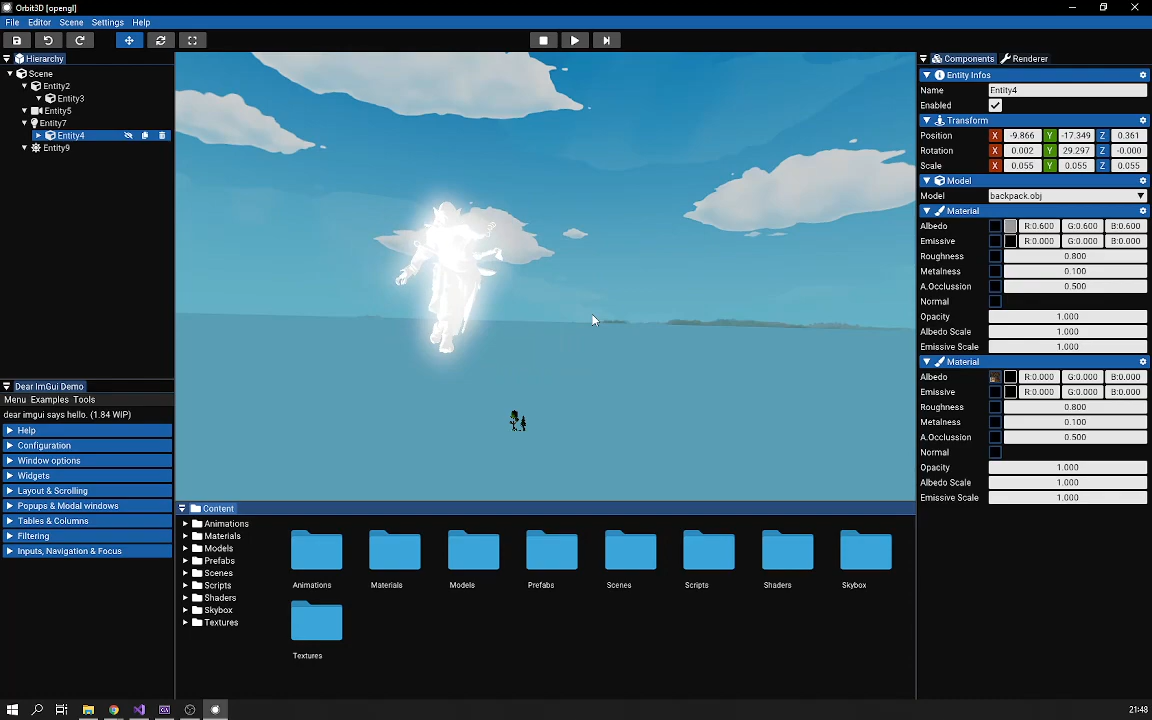 Orbit3D [opengl]
File Editor Scene Settings Help
Hierarchy
Scene
Entity2
Entity3
Entity5
Entity7
Entity4
Entity9
Dear ImGui Demo
Menu Examples Tools
dear imgui says hello. (1.84 WIP)
Help
Configuration
Window options
Widgets
Layout & Scrolling
Popups & Modal windows
Tables & Columns
Filtering
Inputs, Navigation & Focus
Content
Animations
Materials
Models
Prefabs
Scenes
Scripts
Shaders
Skybox
Textures
Animations Materials Models Prefabs Scenes Scripts Shaders Skybox
Textures
Components Renderer
Entity Infos
Name Entity4
Enabled
Transform
Position X -9.866 Y -17.349 Z 0.361
Rotation X 0.002 Y 29.297 Z -0.000
Scale X 0.055 Y 0.055 Z 0.055
Model
Model backpack.obj
Material
Albedo R:0.600 G:0.600 B:0.600
Emissive R:0.000 G:0.000 B:0.000
Roughness 0.800
Metalness 0.100
A.Occlussion 0.500
Normal
Opacity 1.000
Albedo Scale 1.000
Emissive Scale 1.000
Material
Albedo R:0.000 G:0.000 B:0.000
Emissive R:0.000 G:0.000 B:0.000
Roughness 0.800
Metalness 0.100
A.Occlussion 0.500
Normal
Opacity 1.000
Albedo Scale 1.000
Emissive Scale 1.000
21:48